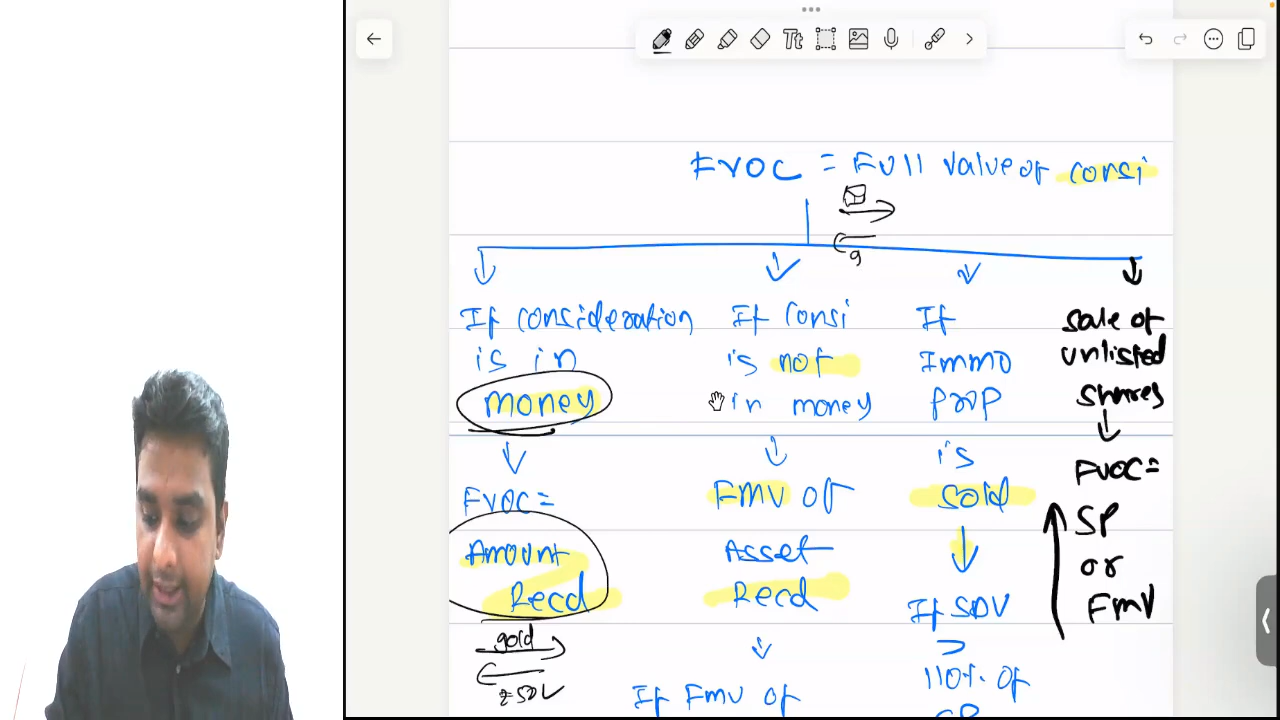 FVOC = Full value of consi
If consideration
is in
money
FVOC =
Amount
Recd
gold
If consi
is not
in money
FMV of
Asset
Recd
If FMV of
If
Immo
prop
is
sold
If SDV
>
110% of
sale of
unlisted
shares
FVOC =
SP
or
FMV
Tt